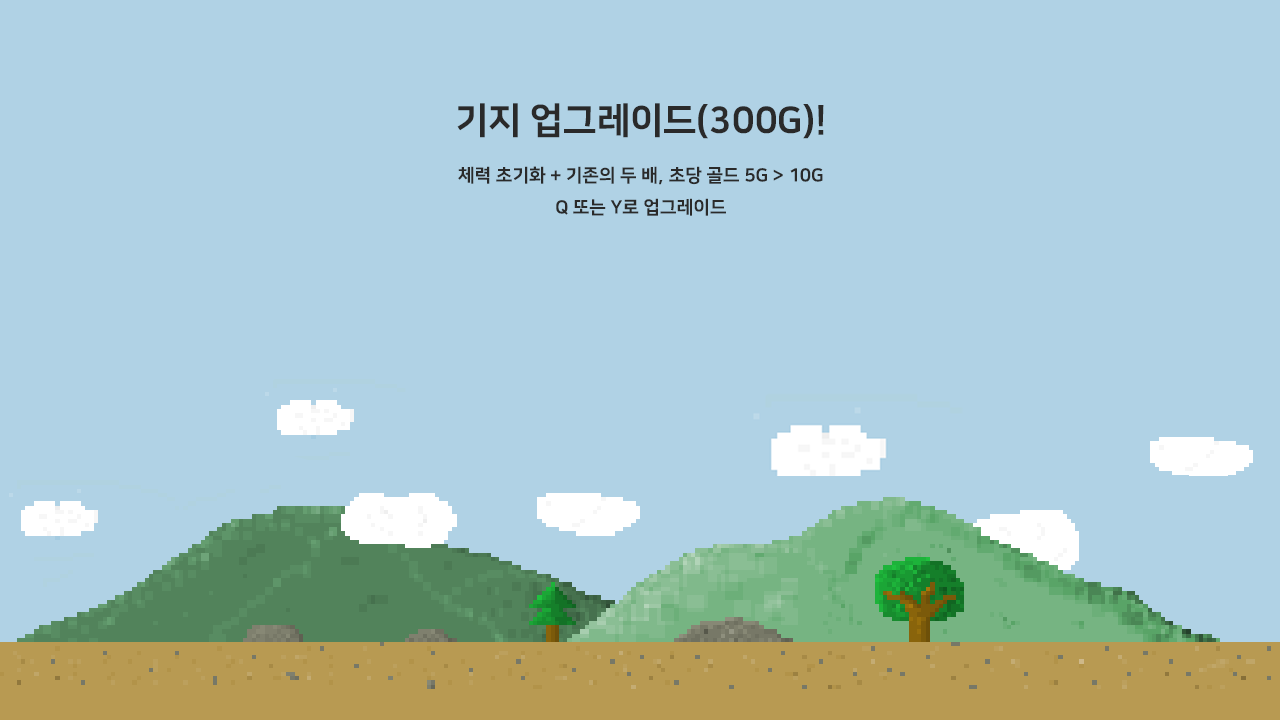 기지 업그레이드(300G)!
체력 초기화 + 기존의 두 배, 초당 골드 5G > 10G
Q 또는 Y로 업그레이드